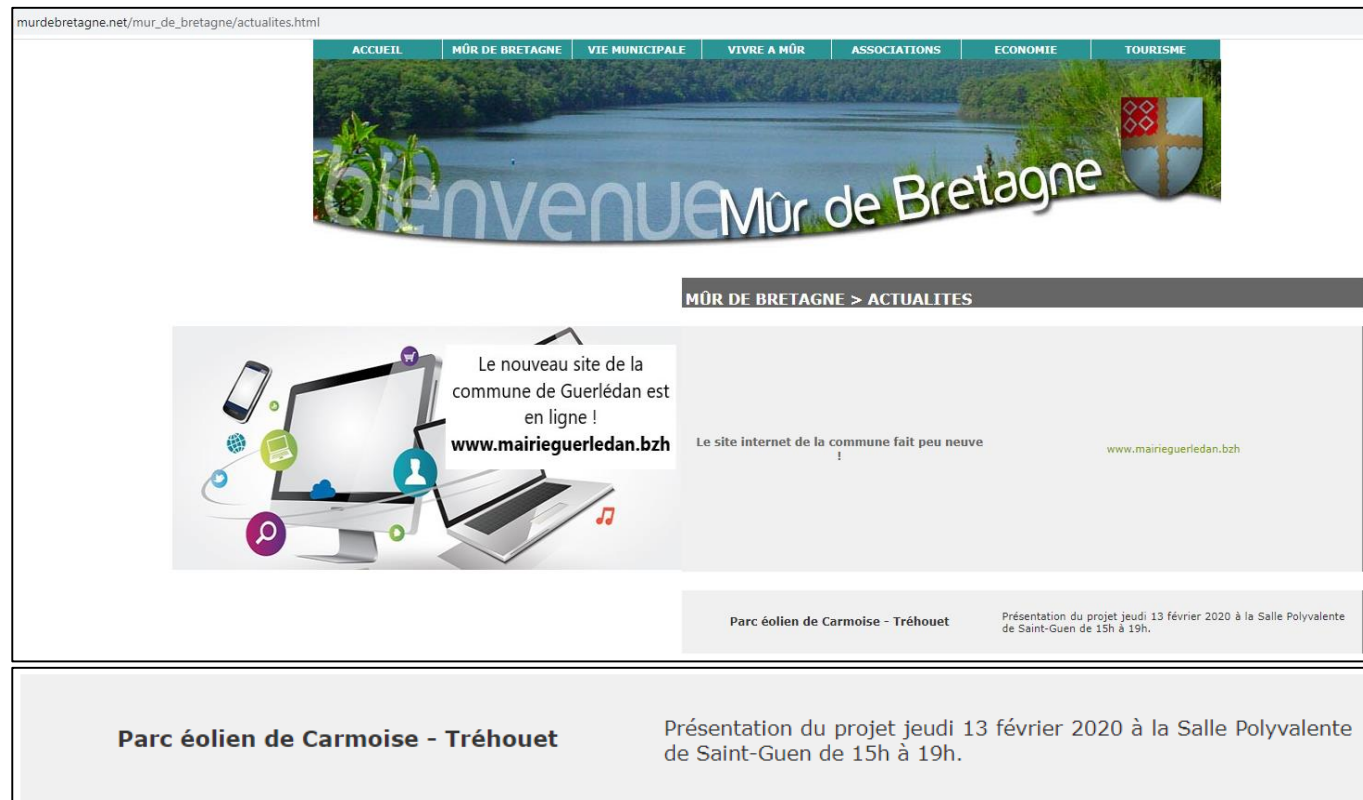 murdebretagne.net/mur_de_bretagne/actualites.html
ACCUEIL MÛR DE BRETAGNE VIE MUNICIPALE VIVRE A MÛR ASSOCIATIONS ECONOMIE TOURISME
bienvenue Mûr de Bretagne
MÛR DE BRETAGNE > ACTUALITES
Le nouveau site de la
commune de Guerlédan est
en ligne !
www.mairieguerledan.bzh
Le site internet de la commune fait peu neuve
!
www.mairieguerledan.bzh
Parc éolien de Carmoise - Tréhouet
Présentation du projet jeudi 13 février 2020 à la Salle Polyvalente
de Saint-Guen de 15h à 19h.
Parc éolien de Carmoise - Tréhouet
Présentation du projet jeudi 13 février 2020 à la Salle Polyvalente
de Saint-Guen de 15h à 19h.